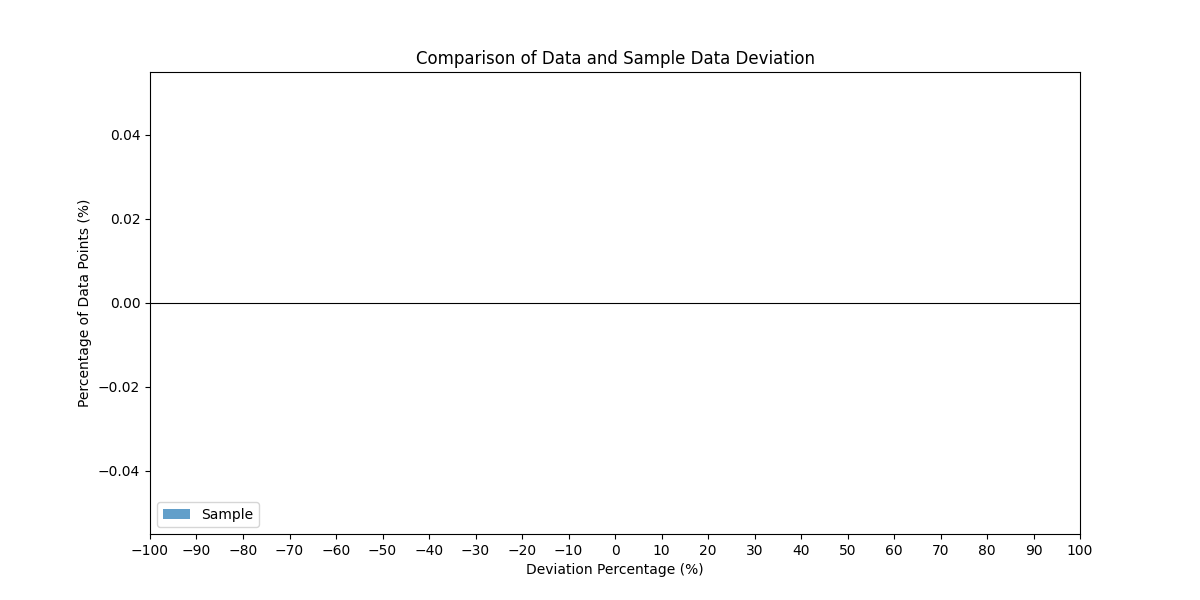 Comparison of Data and Sample Data Deviation
Percentage of Data Points (%)
0.04
0.02
0.00
−0.02
−0.04
Sample
−100 −90 −80 −70 −60 −50 −40 −30 −20 −10 0 10 20 30 40 50 60 70 80 90 100
Deviation Percentage (%)